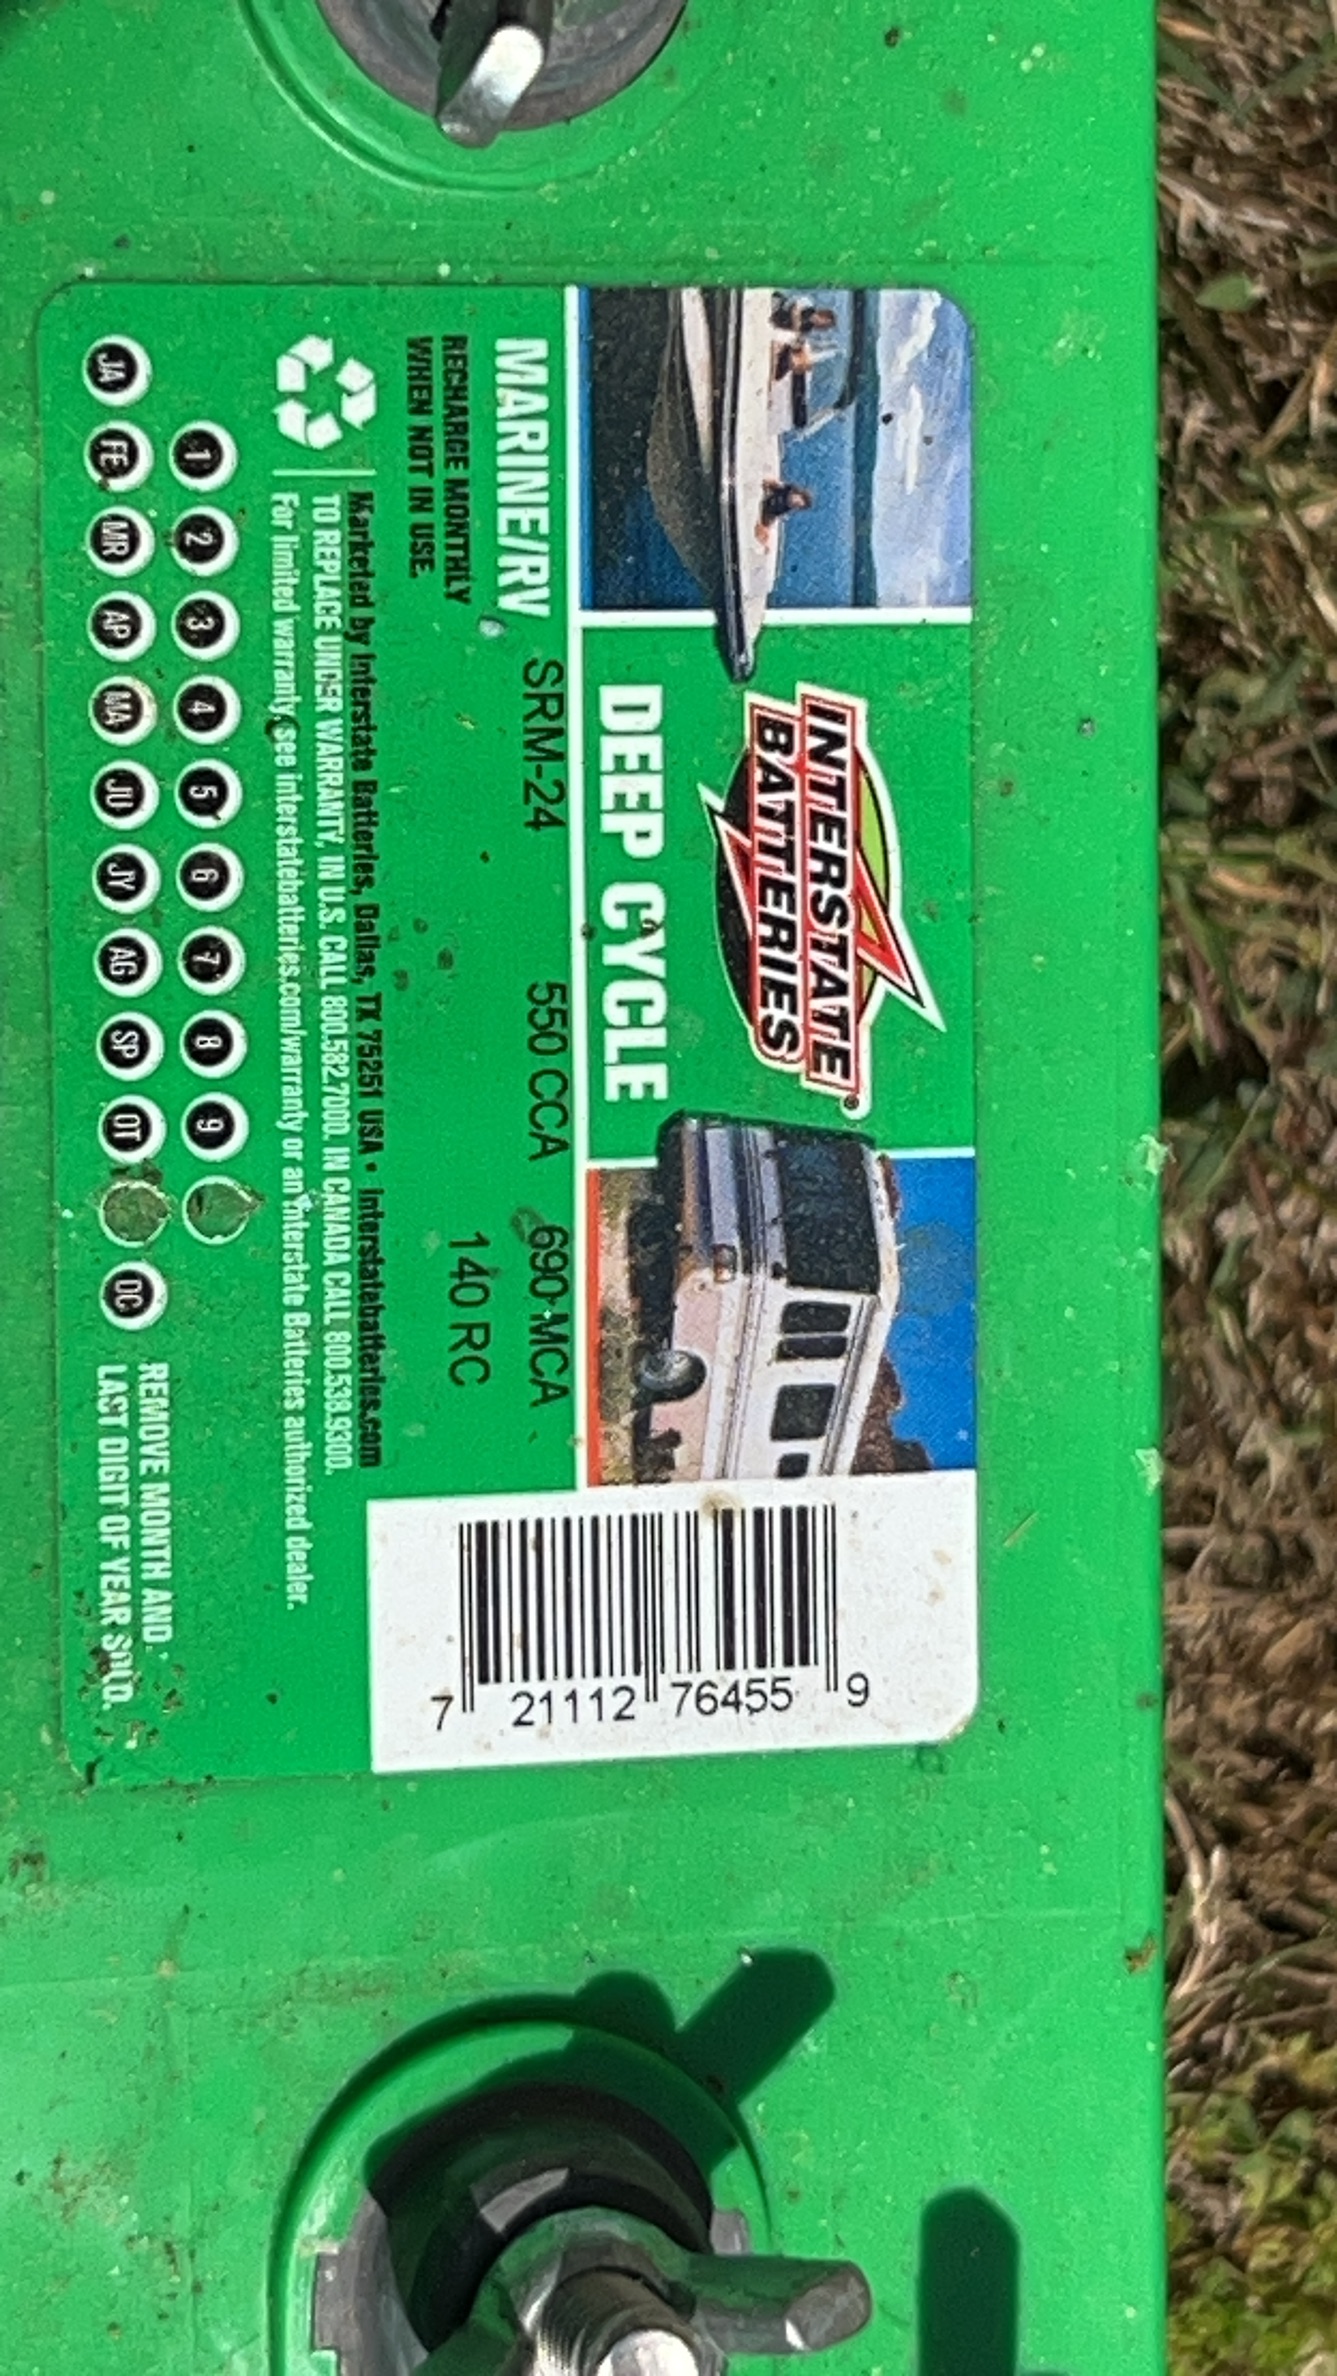 INTERSTATE
BATTERIES®
DEEP CYCLE
MARINE/RV SRM-24 550 CCA 690 MCA
RECHARGE MONTHLY
WHEN NOT IN USE.
140 RC
Marketed by Interstate Batteries, Dallas, TX 75251 USA • interstatebatteries.com
TO REPLACE UNDER WARRANTY, IN U.S. CALL 800.582.7000. IN CANADA CALL 800.538.9300.
For limited warranty, see interstatebatteries.com/warranty or an Interstate Batteries authorized dealer.
1 2 3 4 5 6 7 8 9
JA FE MR AP MA JU JY AG SP OT DC
REMOVE MONTH AND
LAST DIGIT OF YEAR SOLD.
7 21112 76455 9